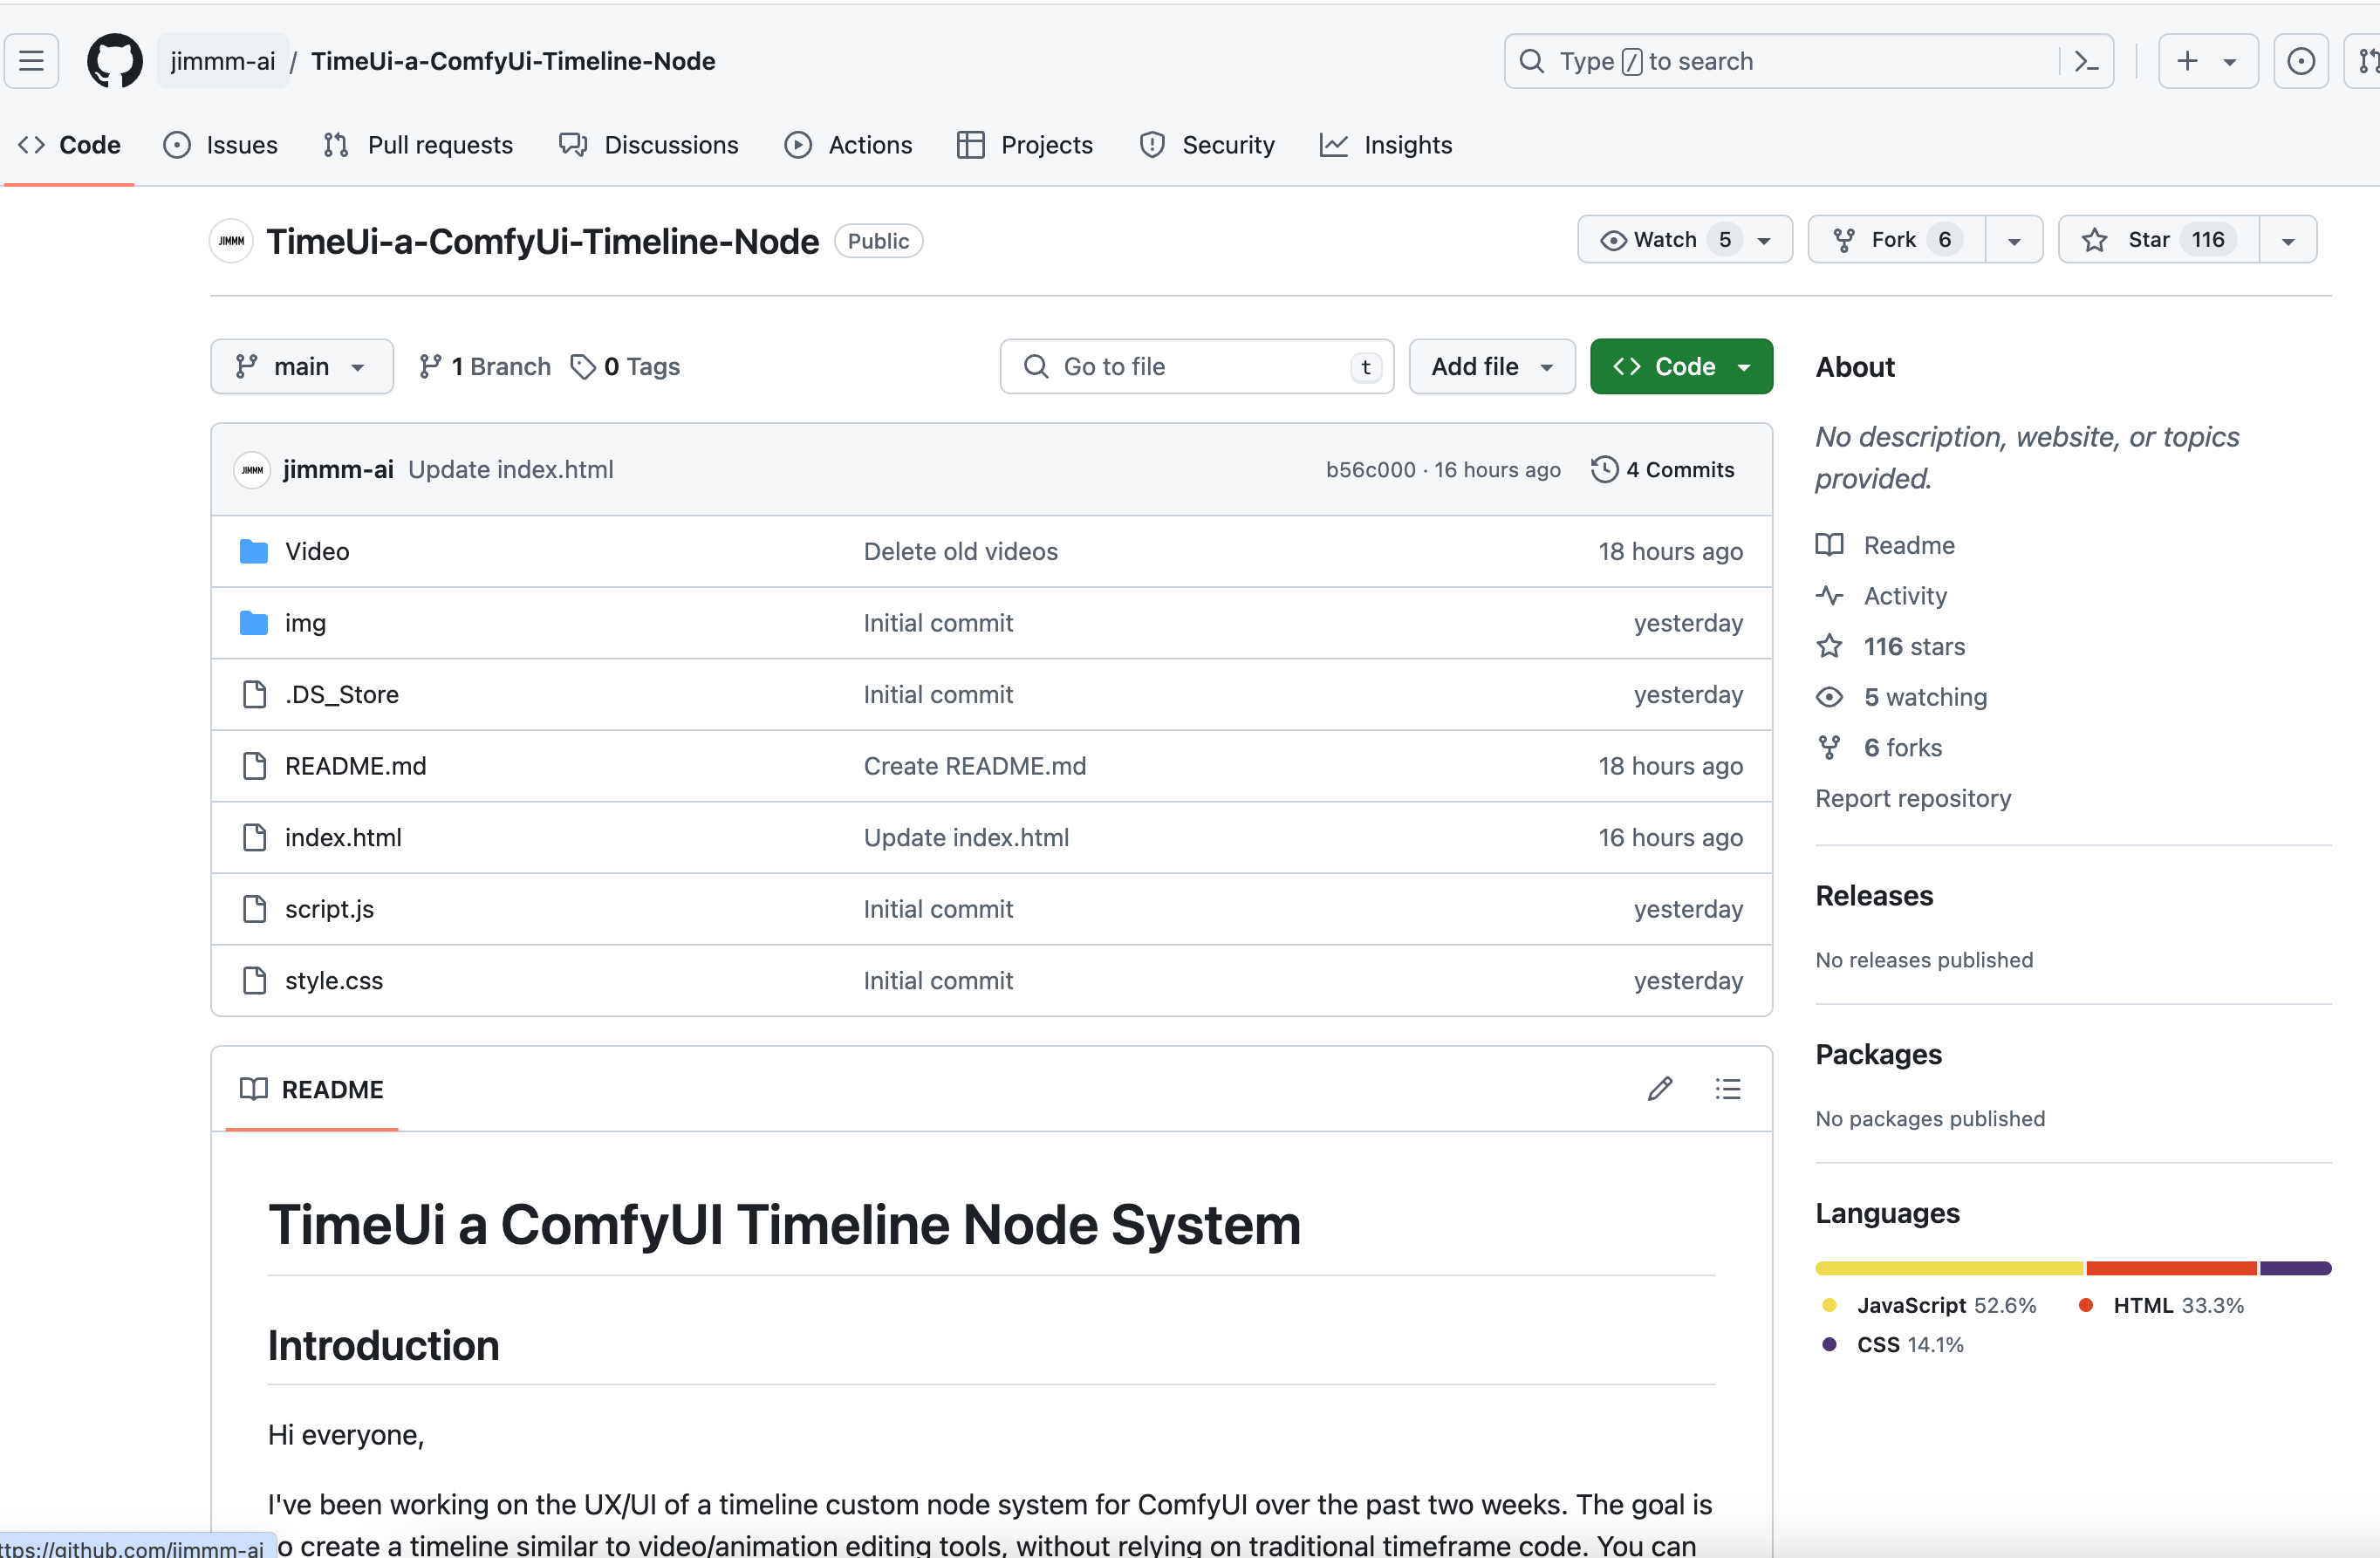 jimmm-ai / TimeUi-a-ComfyUi-Timeline-Node
Type / to search
Code Issues Pull requests Discussions Actions Projects Security Insights
JIMMM TimeUi-a-ComfyUi-Timeline-Node Public
Watch 5 Fork 6 Star 116
main 1 Branch 0 Tags
Go to file t Add file Code
JIMMM jimmm-ai Update index.html b56c000 · 16 hours ago 4 Commits
Video Delete old videos 18 hours ago
img Initial commit yesterday
.DS_Store Initial commit yesterday
README.md Create README.md 18 hours ago
index.html Update index.html 16 hours ago
script.js Initial commit yesterday
style.css Initial commit yesterday
README
TimeUi a ComfyUI Timeline Node System
Introduction
Hi everyone,
I've been working on the UX/UI of a timeline custom node system for ComfyUI over the past two weeks. The goal is
o create a timeline similar to video/animation editing tools, without relying on traditional timeframe code. You can
ttps://github.com/jimmm-ai
About
No description, website, or topics
provided.
Readme
Activity
116 stars
5 watching
6 forks
Report repository
Releases
No releases published
Packages
No packages published
Languages
JavaScript 52.6% HTML 33.3%
CSS 14.1%